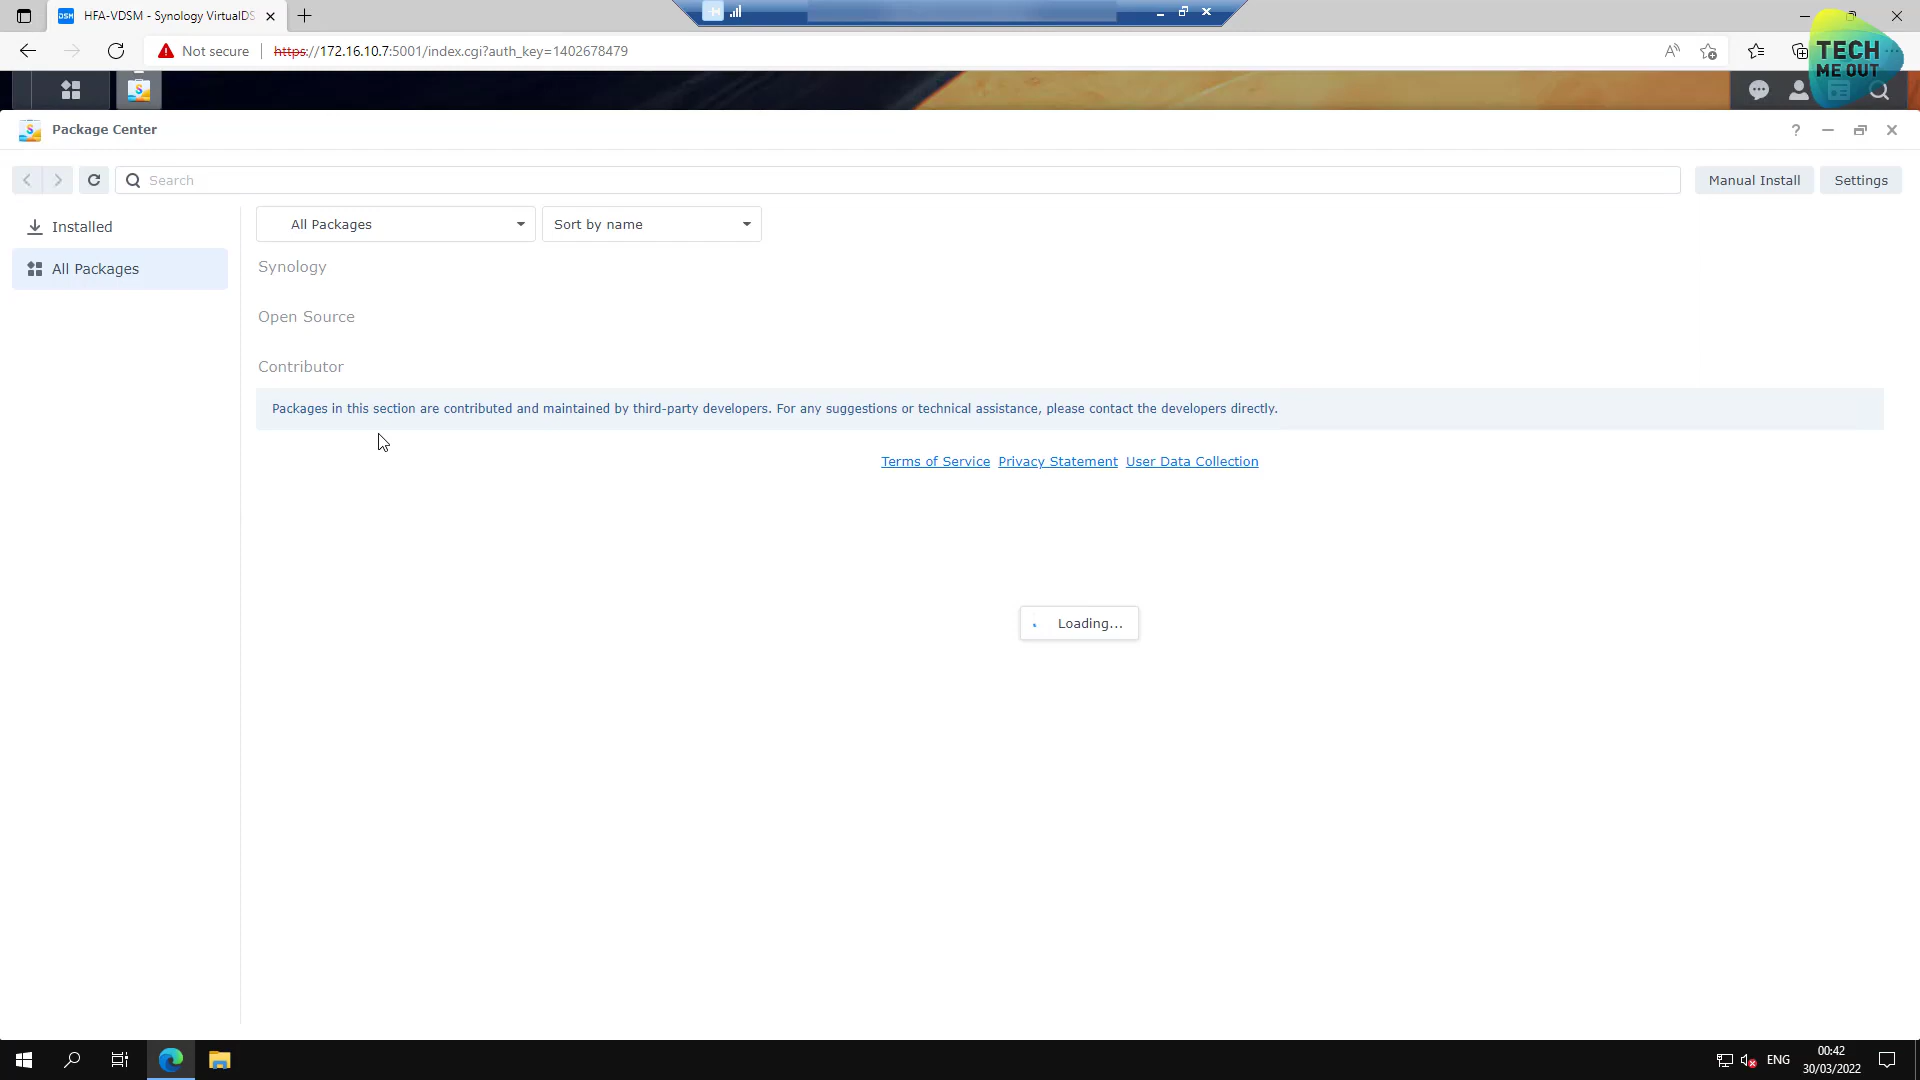 HFA-VDSM - Synology VirtualDS
Not secure
https://172.16.10.7:5001/index.cgi?auth_key=1402678479
TECH
ME OUT
Package Center
Search
Manual Install
Settings
Installed
All Packages
All Packages
Sort by name
Synology
Open Source
Contributor
Packages in this section are contributed and maintained by third-party developers. For any suggestions or technical assistance, please contact the developers directly.
Terms of Service Privacy Statement User Data Collection
Loading...
ENG
00:42
30/03/2022